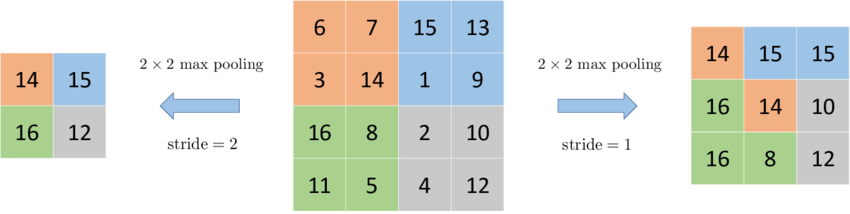 14 15
16 12
2 × 2 max pooling
stride = 2
6 7 15 13
3 14 1 9
16 8 2 10
11 5 4 12
2 × 2 max pooling
stride = 1
14 15 15
16 14 10
16 8 12